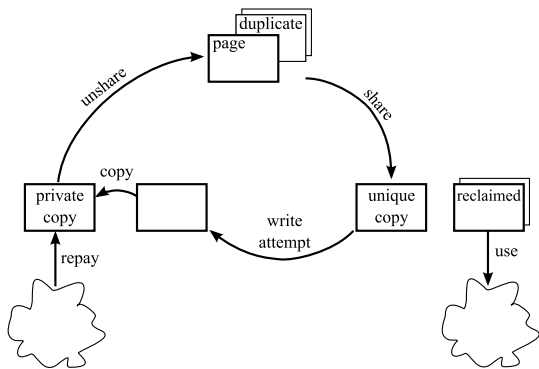 duplicate
page
unshare
share
copy
private
copy
unique
copy
reclaimed
write
attempt
repay
use